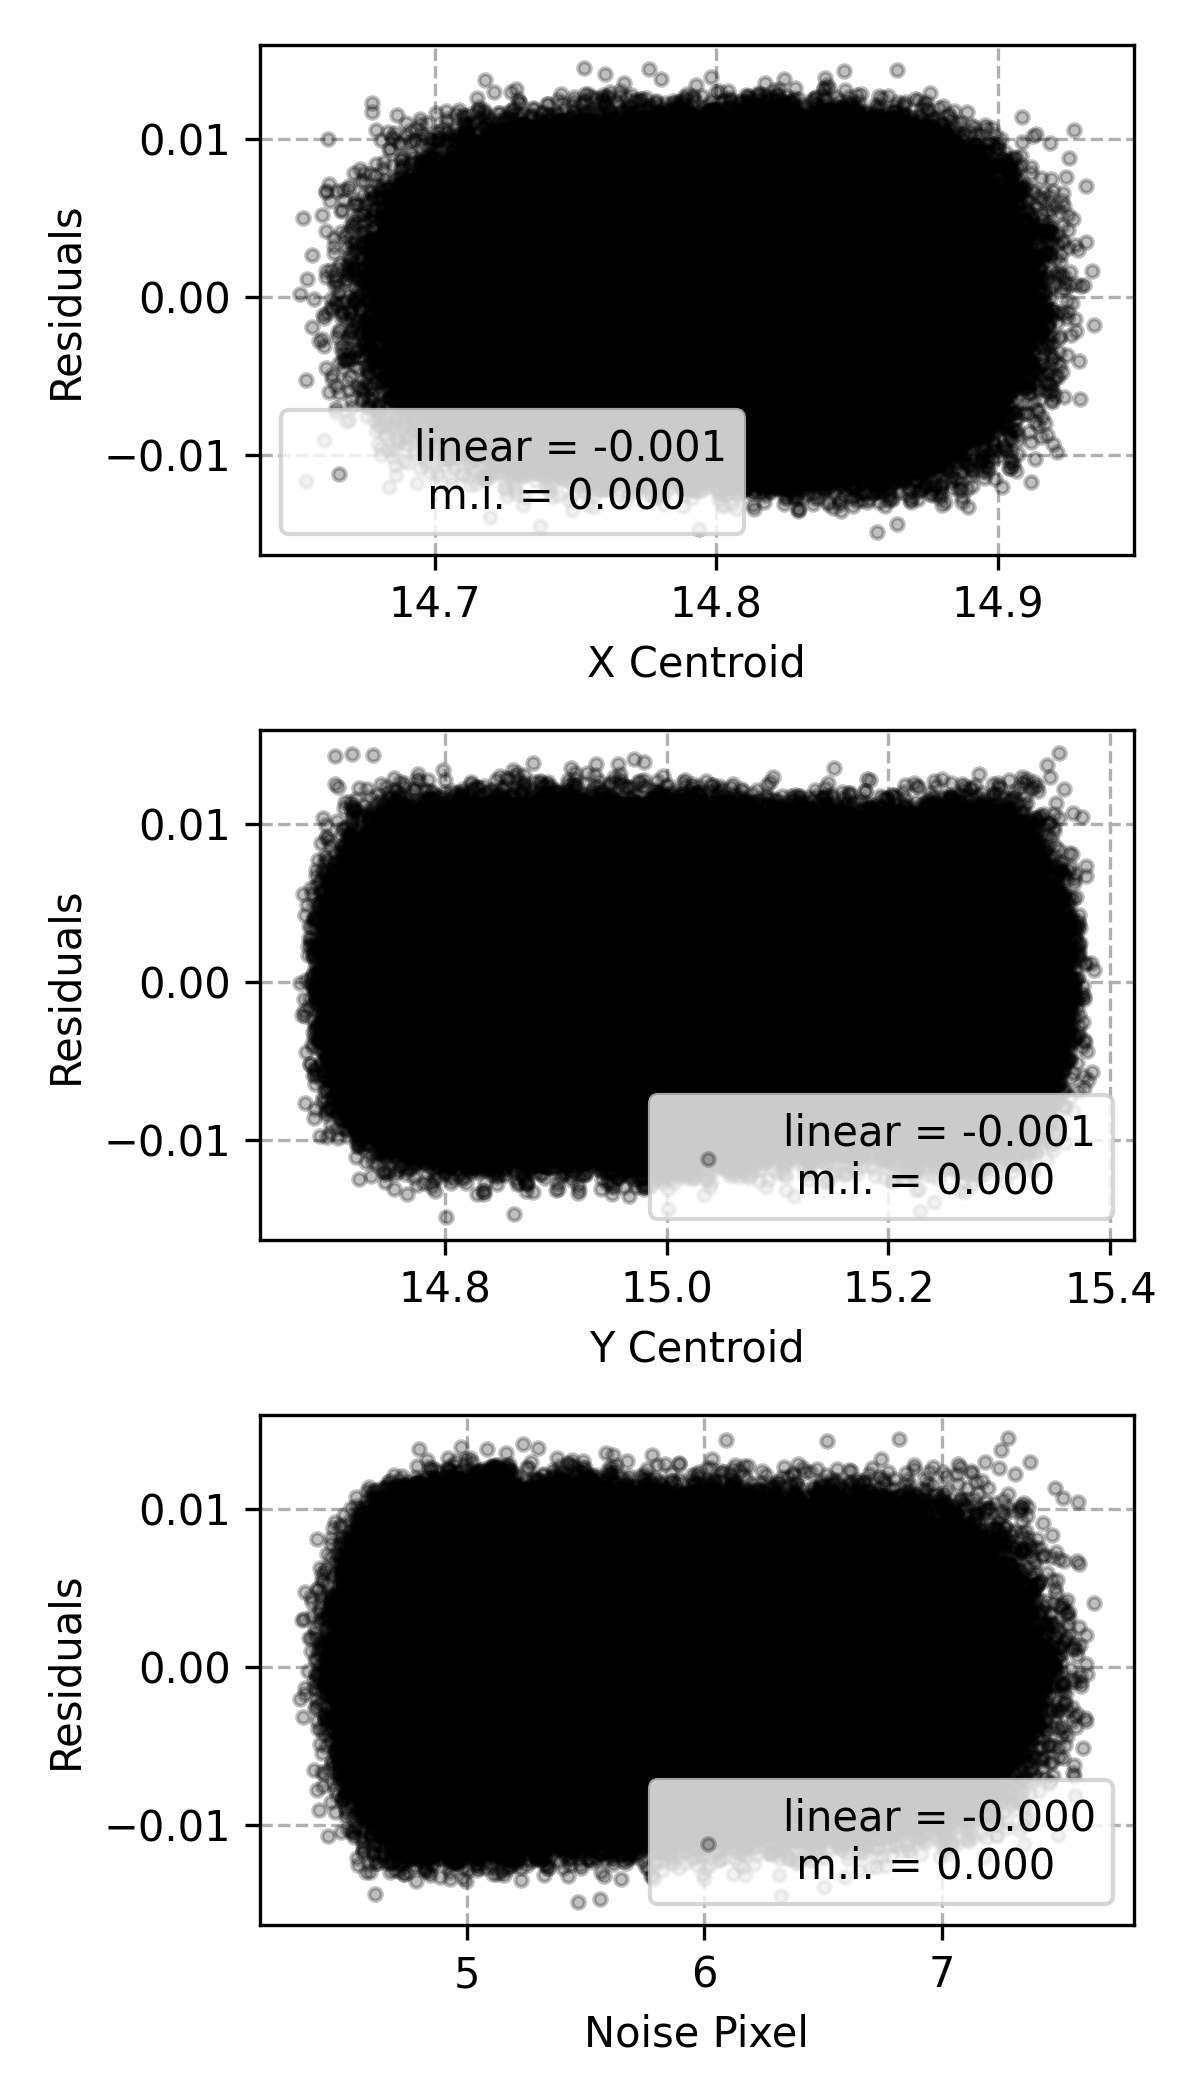 0.01
0.00
−0.01
Residuals
linear = -0.001
m.i. = 0.000
14.7 14.8 14.9
X Centroid
0.01
0.00
−0.01
Residuals
linear = -0.001
m.i. = 0.000
14.8 15.0 15.2 15.4
Y Centroid
0.01
0.00
−0.01
Residuals
linear = -0.000
m.i. = 0.000
5 6 7
Noise Pixel